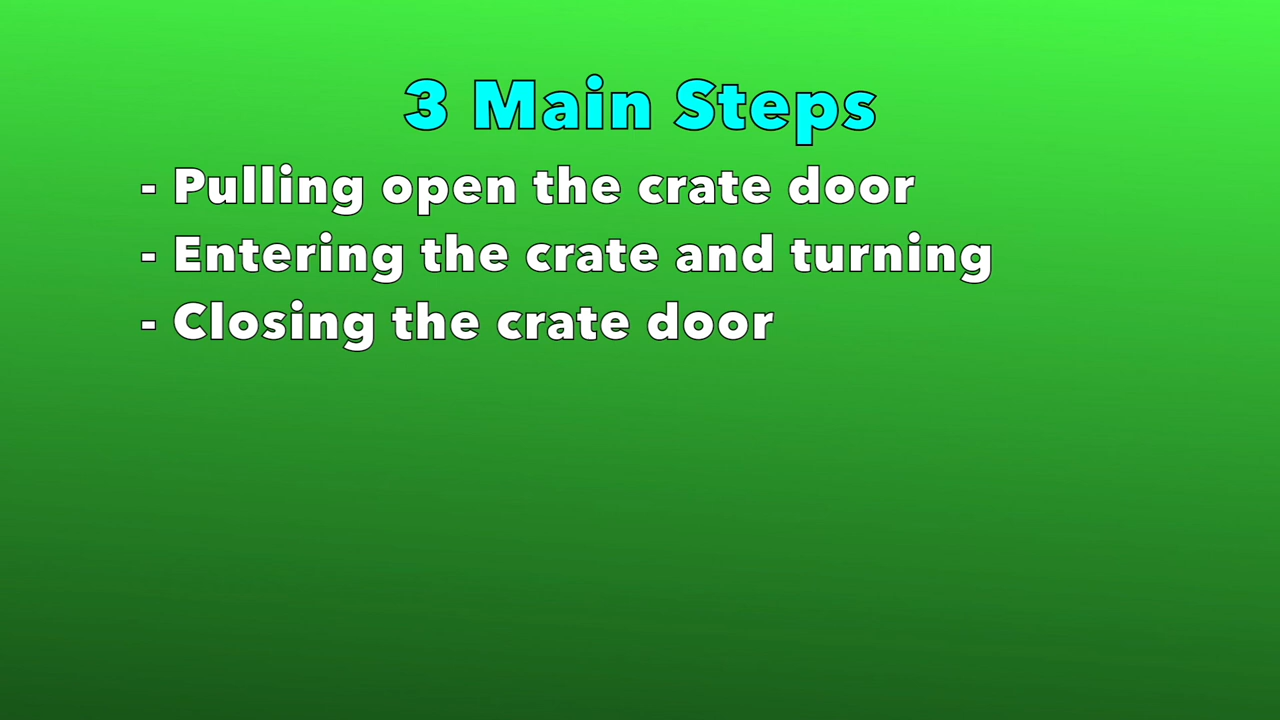 3 Main Steps
- Pulling open the crate door
- Entering the crate and turning
- Closing the crate door